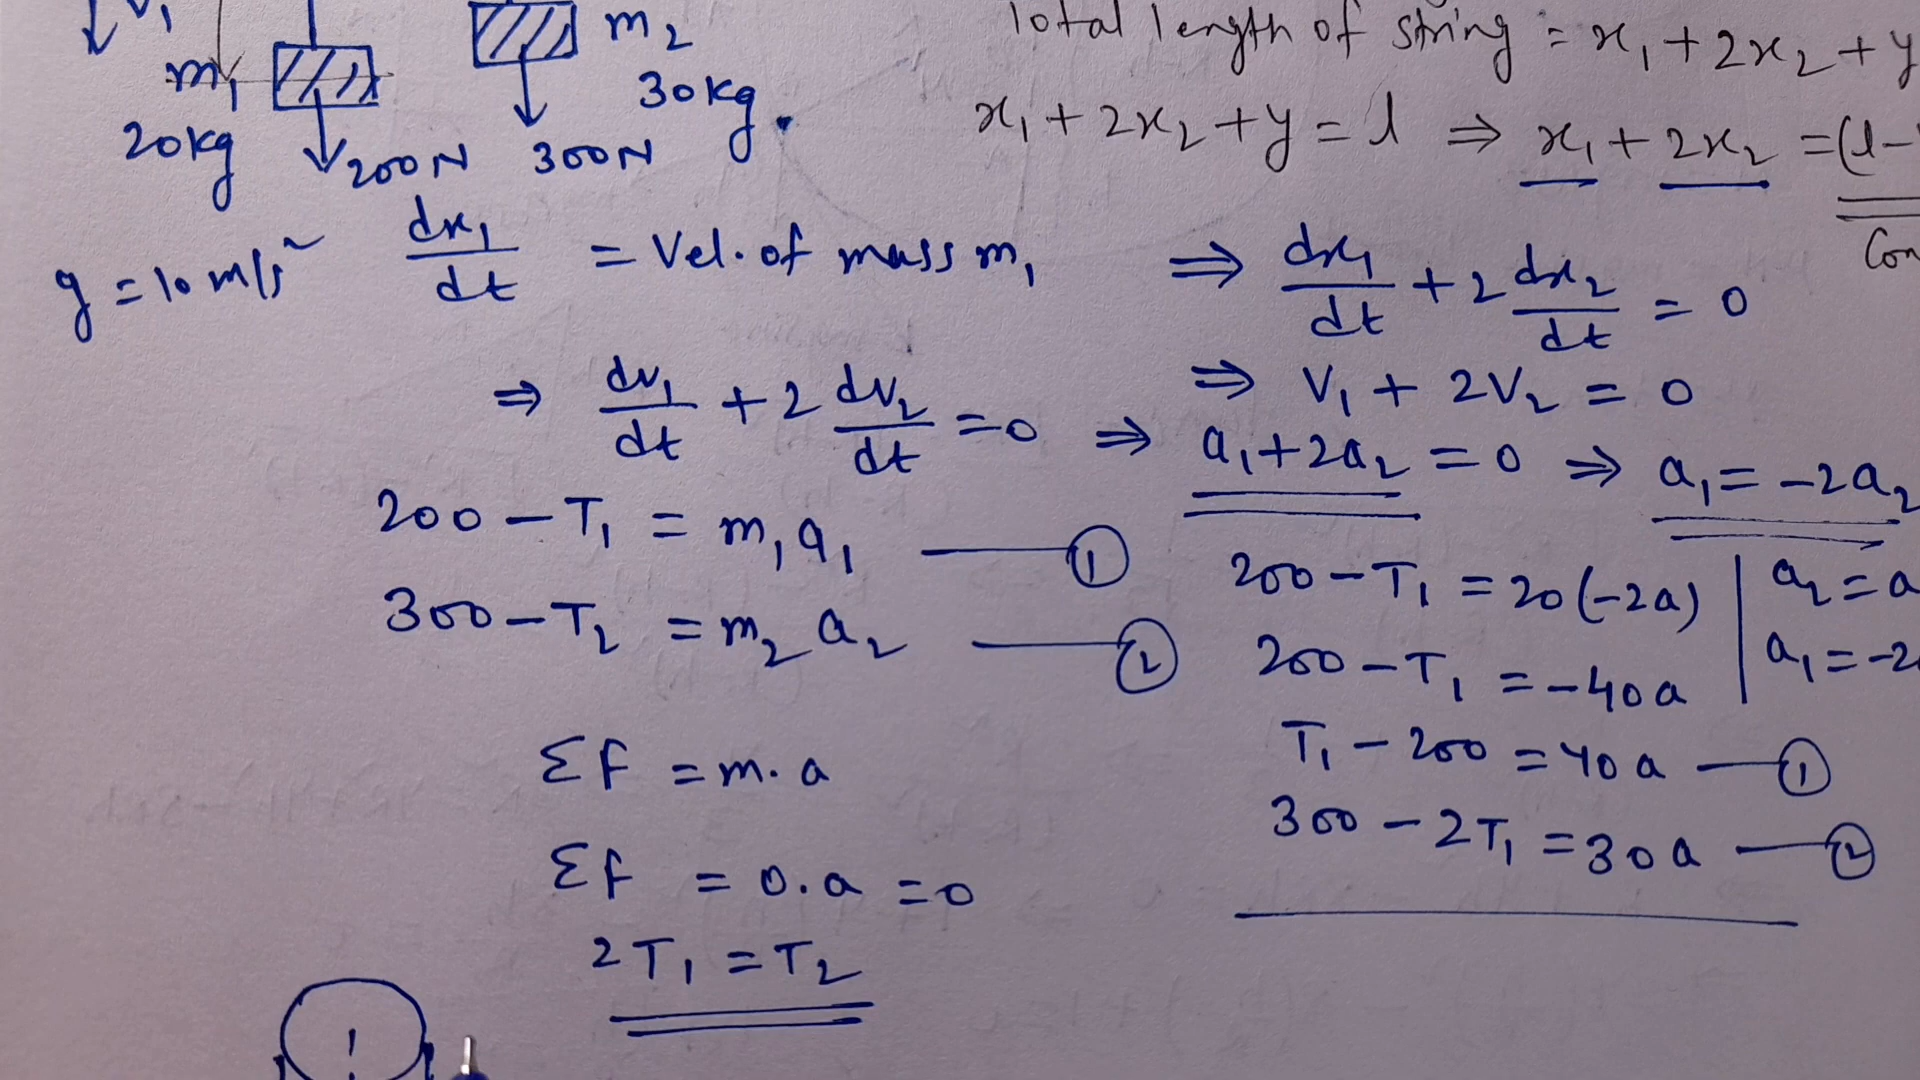 V₁
m₁
20kg
200N
m₂
30kg
300N
Total length of string = x₁ + 2x₂ + y
x₁ + 2x₂ + y = l ⇒ x₁ + 2x₂ = (l-
g = 10 m/s² dx₁/dt = Vel. of mass m₁
⇒ dx₁/dt + 2 dx₂/dt = 0
⇒ V₁ + 2V₂ = 0
⇒ dv₁/dt + 2 dv₂/dt = 0 ⇒ a₁ + 2a₂ = 0 ⇒ a₁ = -2a₂
200 - T₁ = m₁a₁ — ①
300 - T₂ = m₂a₂ — ②
ΣF = m.a
ΣF = 0.a = 0
2T₁ = T₂
200 - T₁ = 20(-2a)
200 - T₁ = -40a
T₁ - 200 = 40a — ①
300 - 2T₁ = 30a — ②
a₂ = a
a₁ = -2